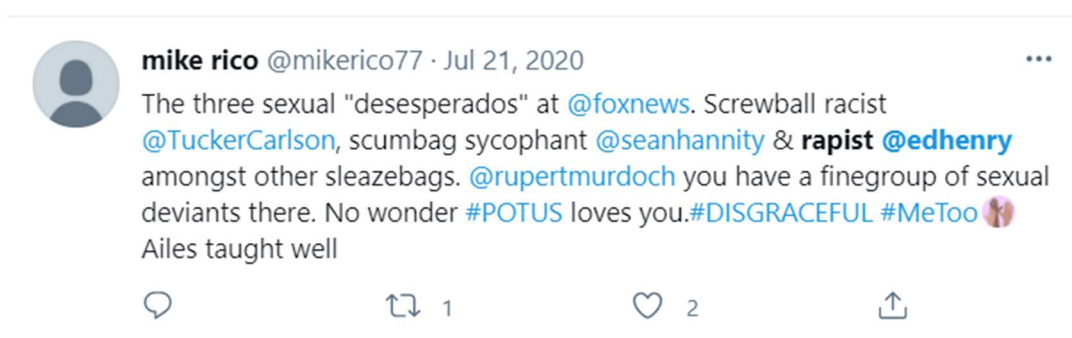 mike rico @mikerico77 · Jul 21, 2020
The three sexual "desesperados" at @foxnews. Screwball racist
@TuckerCarlson, scumbag sycophant @seanhannity & rapist @edhenry
amongst other sleazebags. @rupertmurdoch you have a finegroup of sexual
deviants there. No wonder #POTUS loves you.#DISGRACEFUL #MeToo
Ailes taught well
1 2